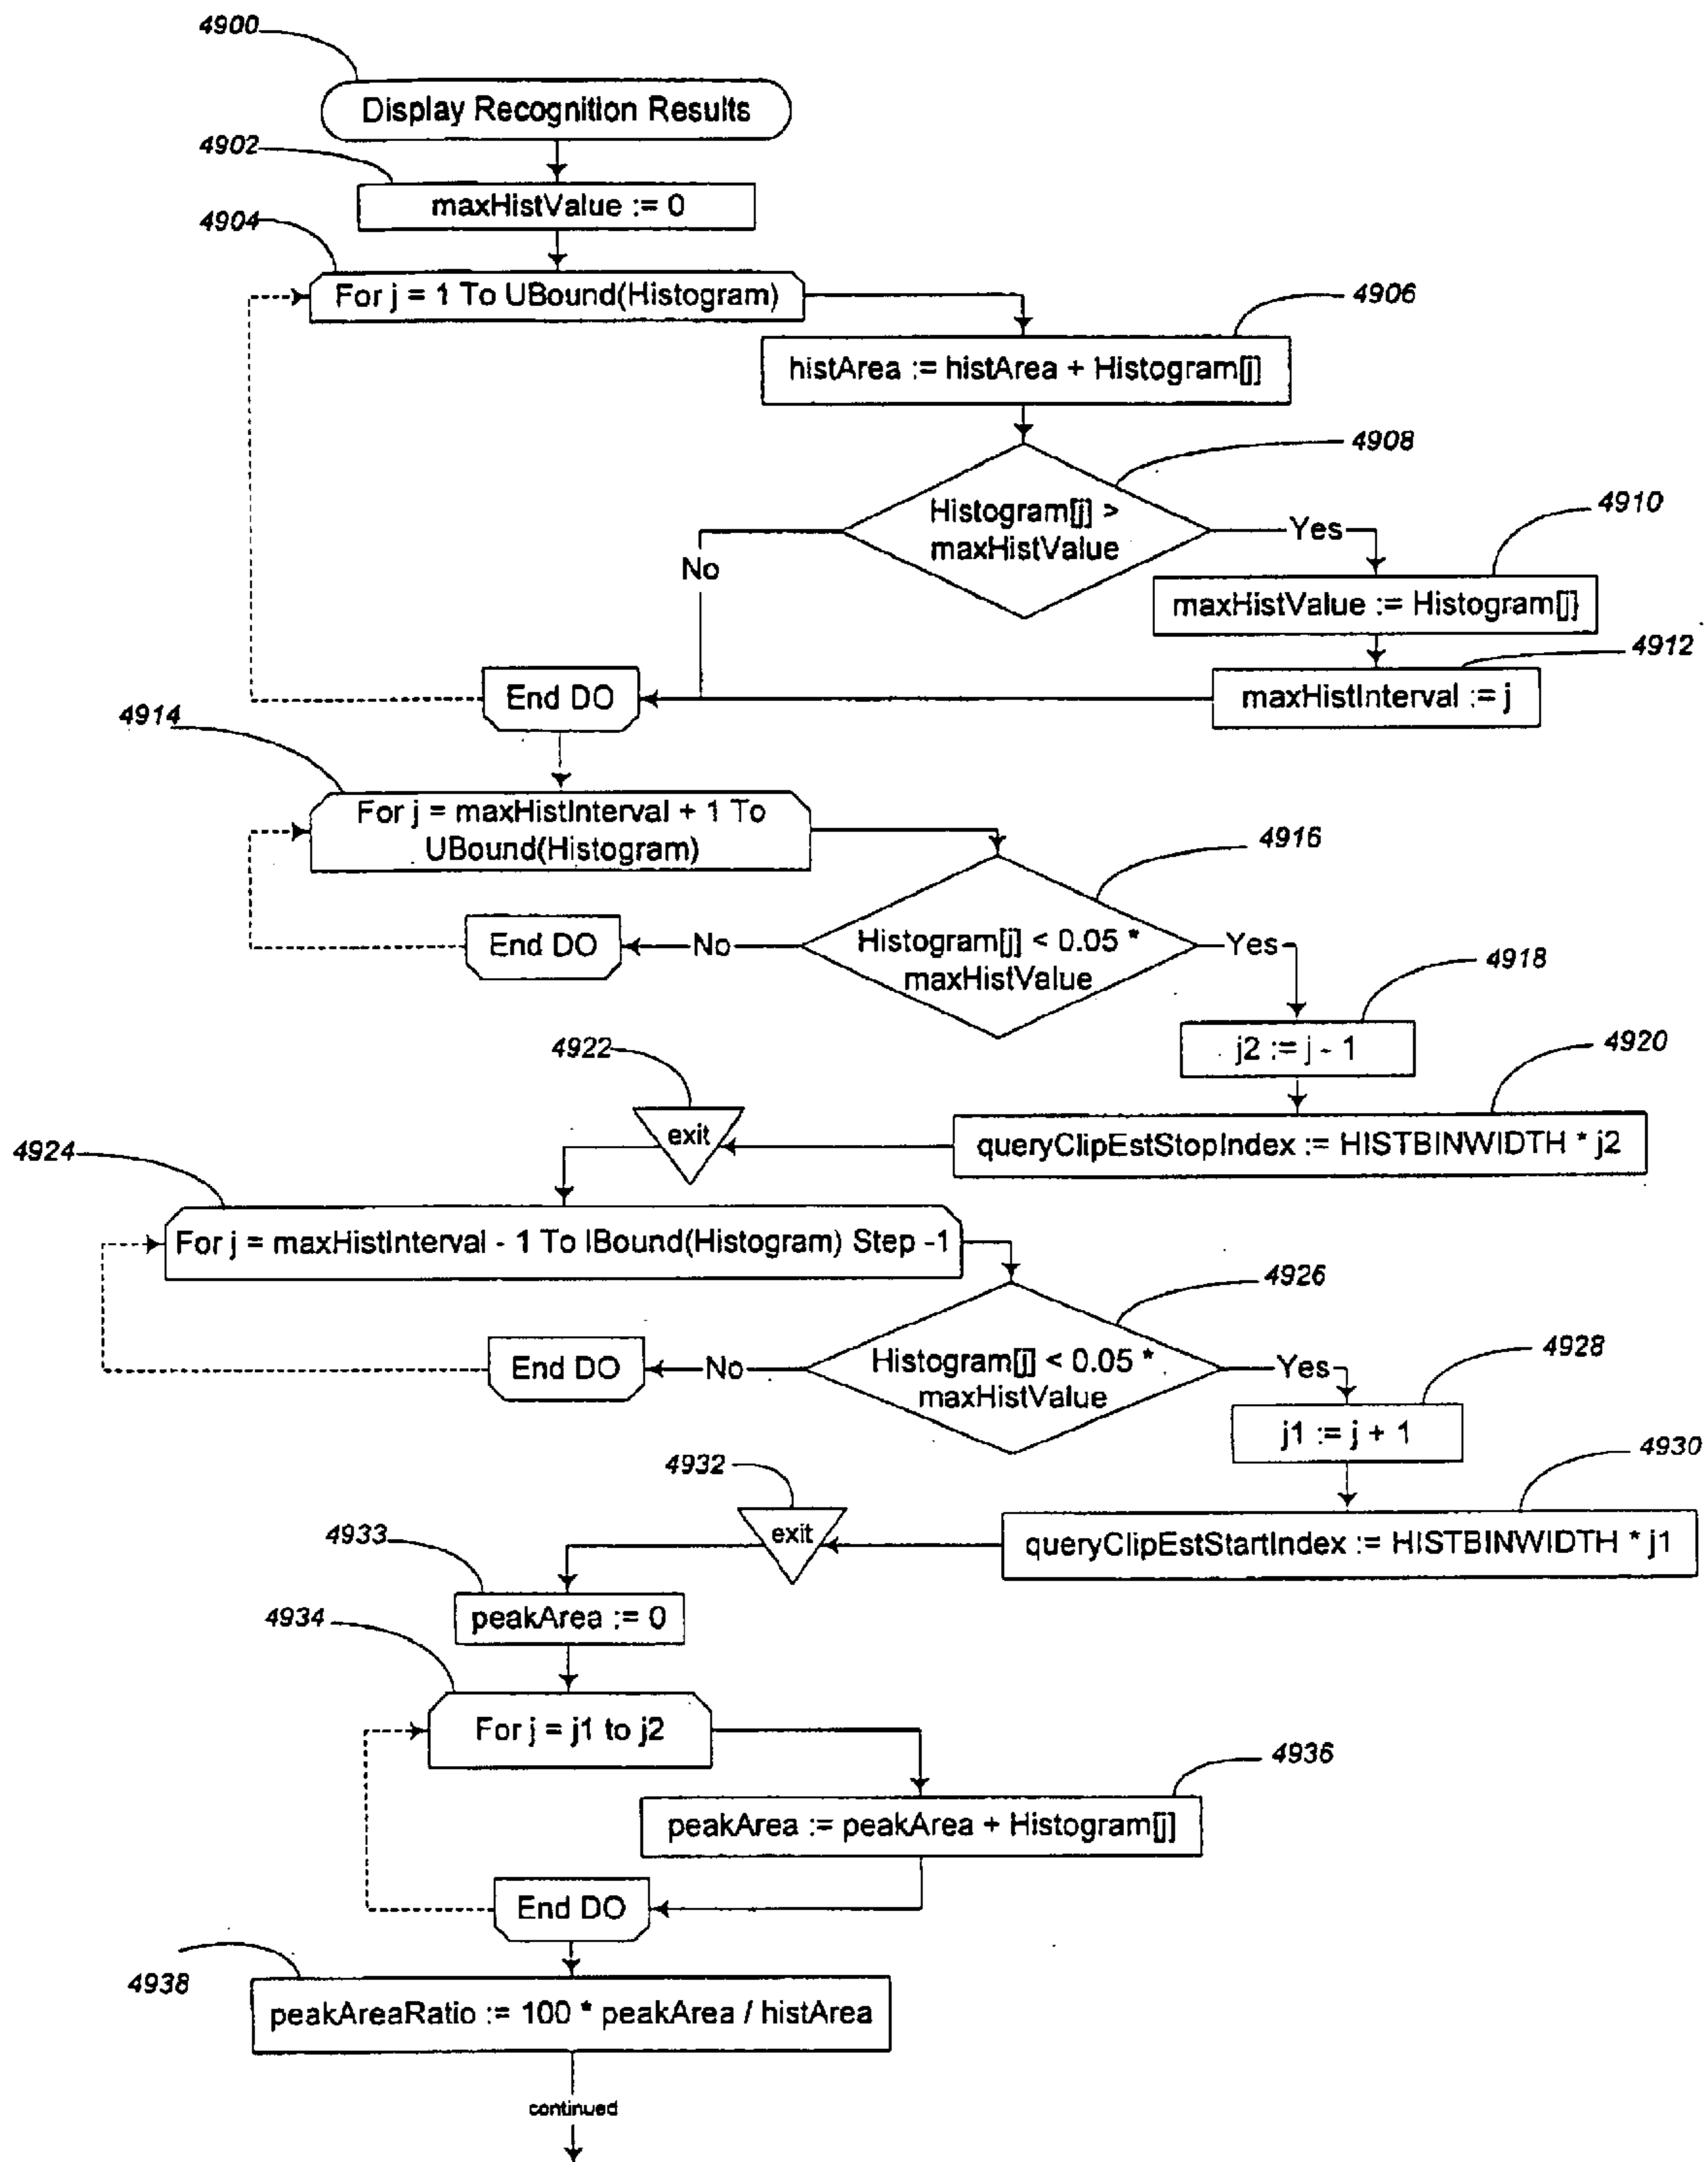 4900
Display Recognition Results
4902
maxHistValue := 0
4904
For j = 1 To UBound(Histogram)
4906
histArea := histArea + Histogram[j]
4908
Histogram[j] >
maxHistValue
Yes
No
4910
maxHistValue := Histogram[j]
4912
maxHistInterval := j
End DO
4914
For j = maxHistInterval + 1 To
UBound(Histogram)
4916
Histogram[j] < 0.05 *
maxHistValue
No
End DO
Yes
4918
j2 := j - 1
4920
queryClipEstStopIndex := HISTBINWIDTH * j2
4922
exit
4924
For j = maxHistInterval - 1 To lBound(Histogram) Step -1
4926
Histogram[j] < 0.05 *
maxHistValue
No
End DO
Yes
4928
j1 := j + 1
4930
queryClipEstStartIndex := HISTBINWIDTH * j1
4932
exit
4933
peakArea := 0
4934
For j = j1 to j2
4936
peakArea := peakArea + Histogram[j]
End DO
4938
peakAreaRatio := 100 * peakArea / histArea
continued